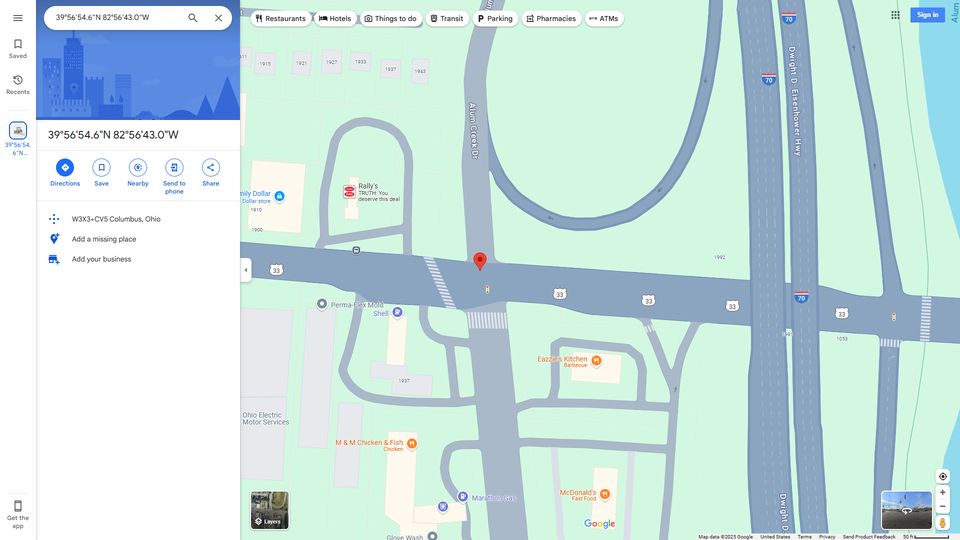 39°56'54.6"N 82°56'43.0"W
Restaurants
Hotels
Things to do
Transit
Parking
Pharmacies
ATMs
Sign in
Saved
Recents
39°56'54.
6"N...
39°56'54.6"N 82°56'43.0"W
Directions
Save
Nearby
Send to
phone
Share
W3X3+CV5 Columbus, Ohio
Add a missing place
Add your business
Get the
app
1915
1921
1927
1933
1937
1943
Alum Creek Dr
Alum
70
70
Dwight D. Eisenhower Hwy
Rally's
TRUTH: You
deserve this deal
mily Dollar
Dollar store
1910
1900
33
1992
33
33
33
70
33
1053
Perma-Flex Mold
Shell
1937
Eazzie's Kitchen
Barbecue
Ohio Electric
Motor Services
M & M Chicken & Fish
Chicken
Marathon Gas
McDonald's
Fast Food
Glove Wash
Dwight D
Layers
Google
Map data ©2025 Google
United States
Terms
Privacy
Send Product Feedback
50 ft